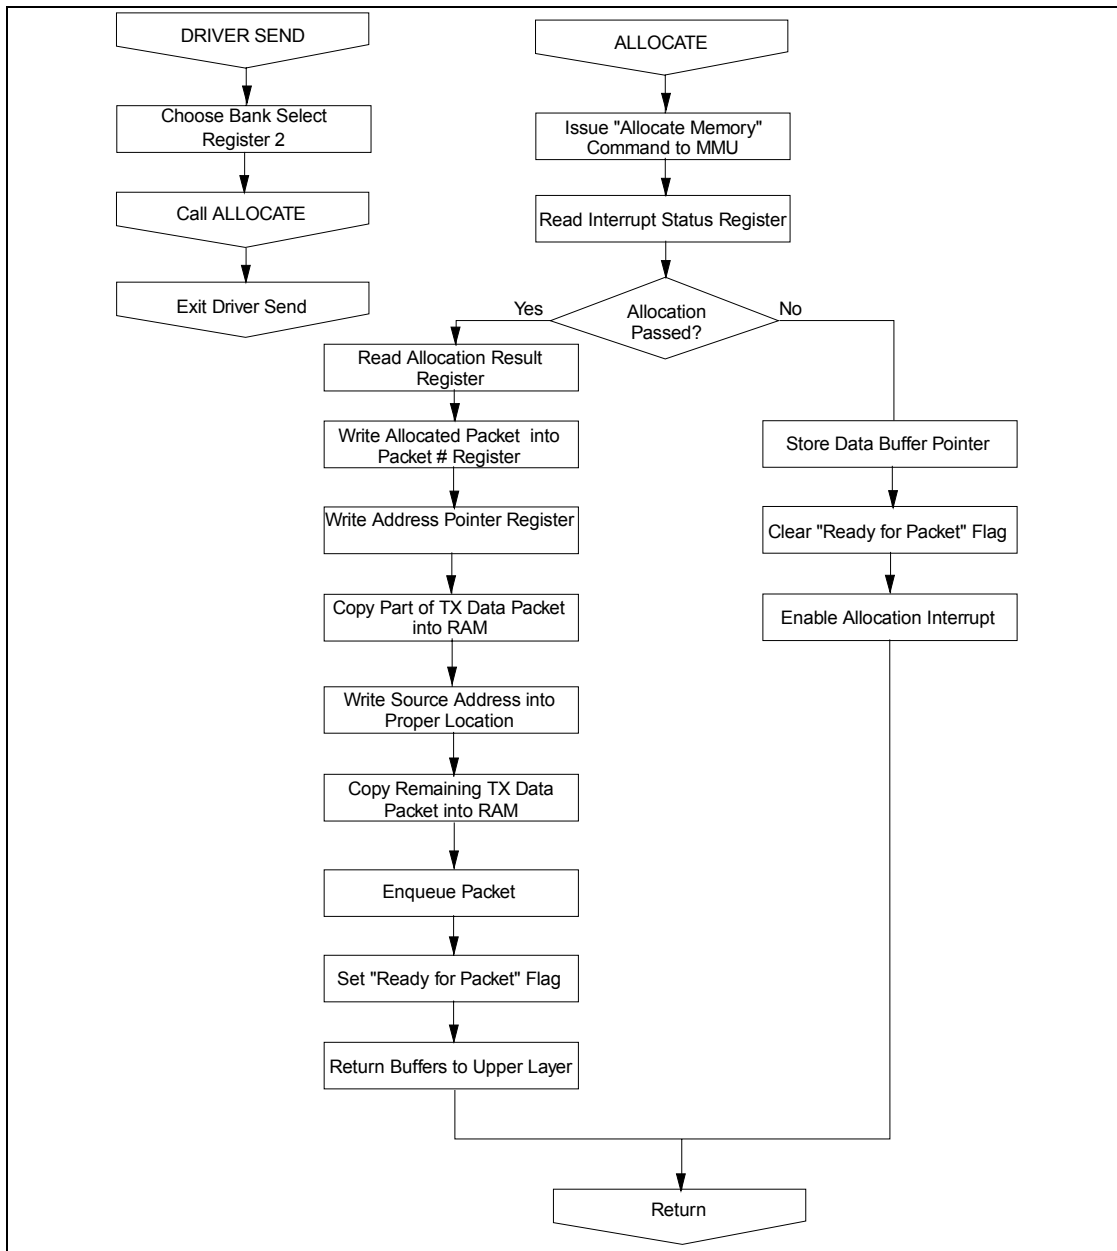 DRIVER SEND
Choose Bank Select
Register 2
Call ALLOCATE
Exit Driver Send
ALLOCATE
Issue "Allocate Memory"
Command to MMU
Read Interrupt Status Register
Allocation
Passed?
Yes
No
Read Allocation Result
Register
Write Allocated Packet into
Packet # Register
Write Address Pointer Register
Copy Part of TX Data Packet
into RAM
Write Source Address into
Proper Location
Copy Remaining TX Data
Packet into RAM
Enqueue Packet
Set "Ready for Packet" Flag
Return Buffers to Upper Layer
Store Data Buffer Pointer
Clear "Ready for Packet" Flag
Enable Allocation Interrupt
Return